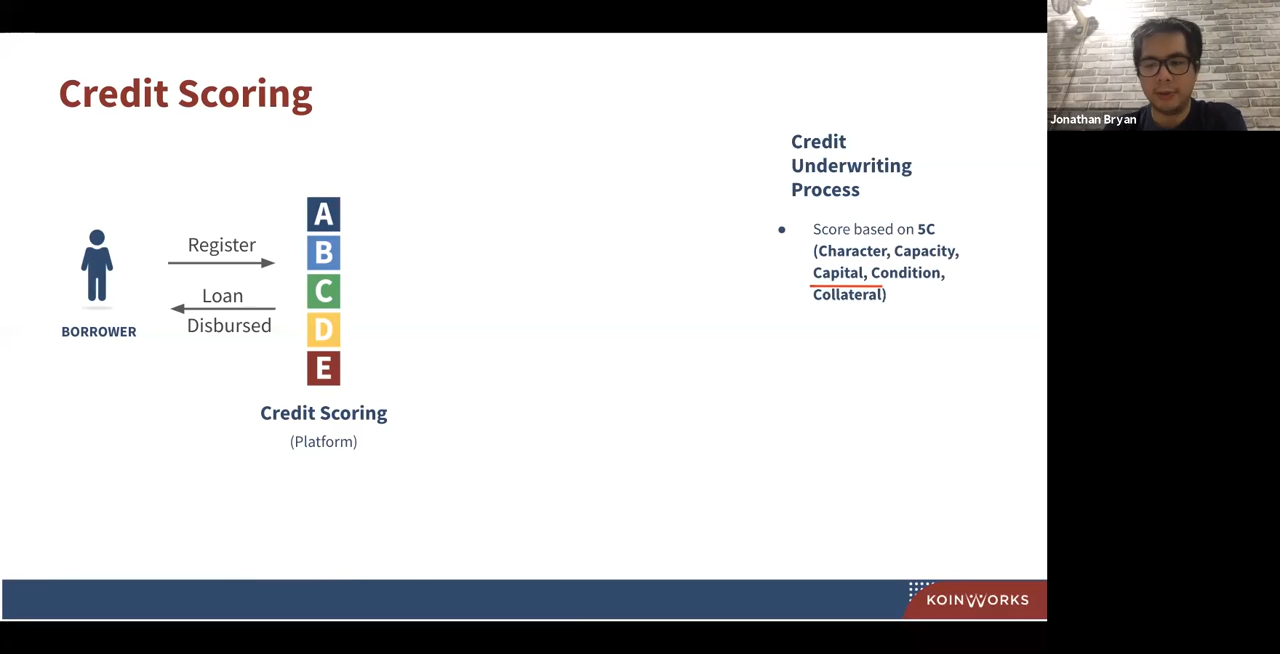 Credit Scoring
Jonathan Bryan
Credit
Underwriting
Process
Score based on 5C
(Character, Capacity,
Capital, Condition,
Collateral)
Register
Loan
Disbursed
BORROWER
A
B
C
D
E
Credit Scoring
(Platform)
KOINWORKS